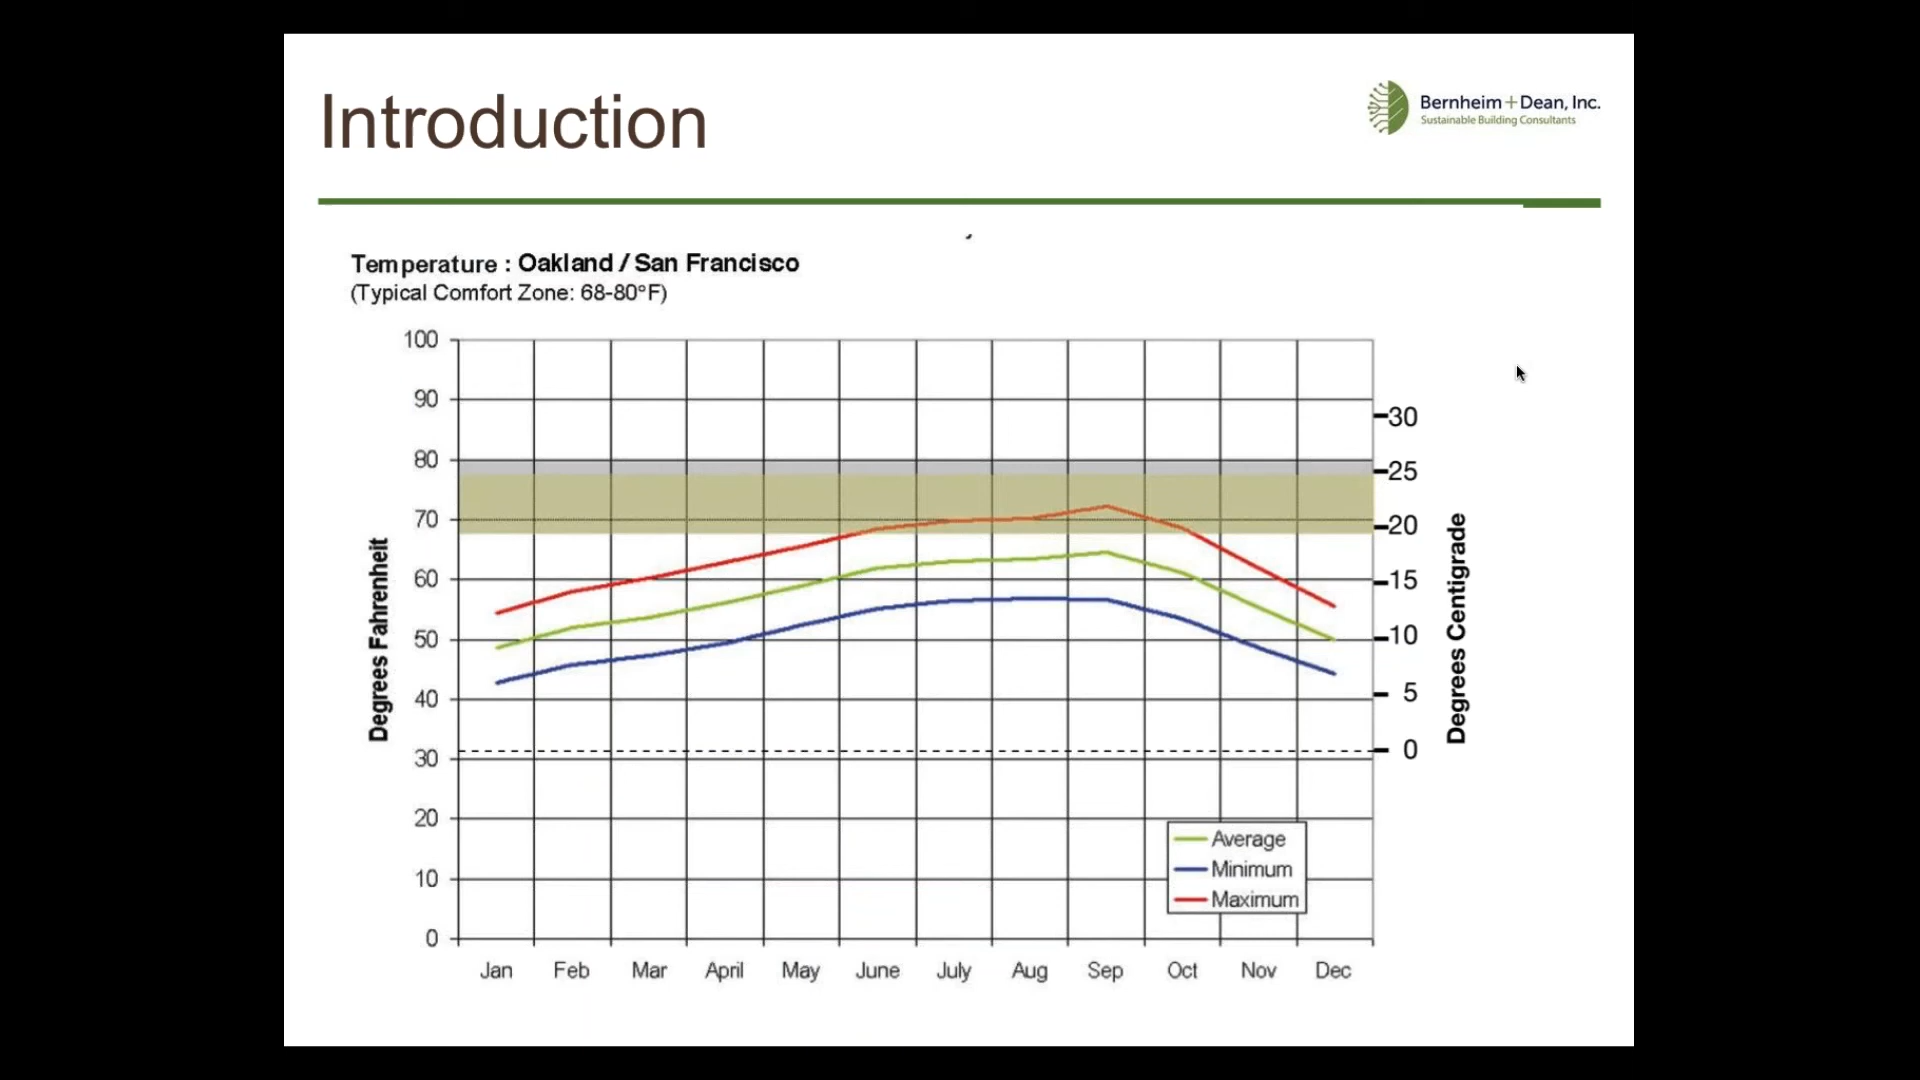 Introduction
Bernheim+Dean, Inc.
Sustainable Building Consultants
Temperature : Oakland / San Francisco
(Typical Comfort Zone: 68-80°F)
100
90
80
70
60
50
40
30
20
10
0
Degrees Fahrenheit
30
25
20
15
10
5
0
Degrees Centigrade
Average
Minimum
Maximum
Jan Feb Mar April May June July Aug Sep Oct Nov Dec